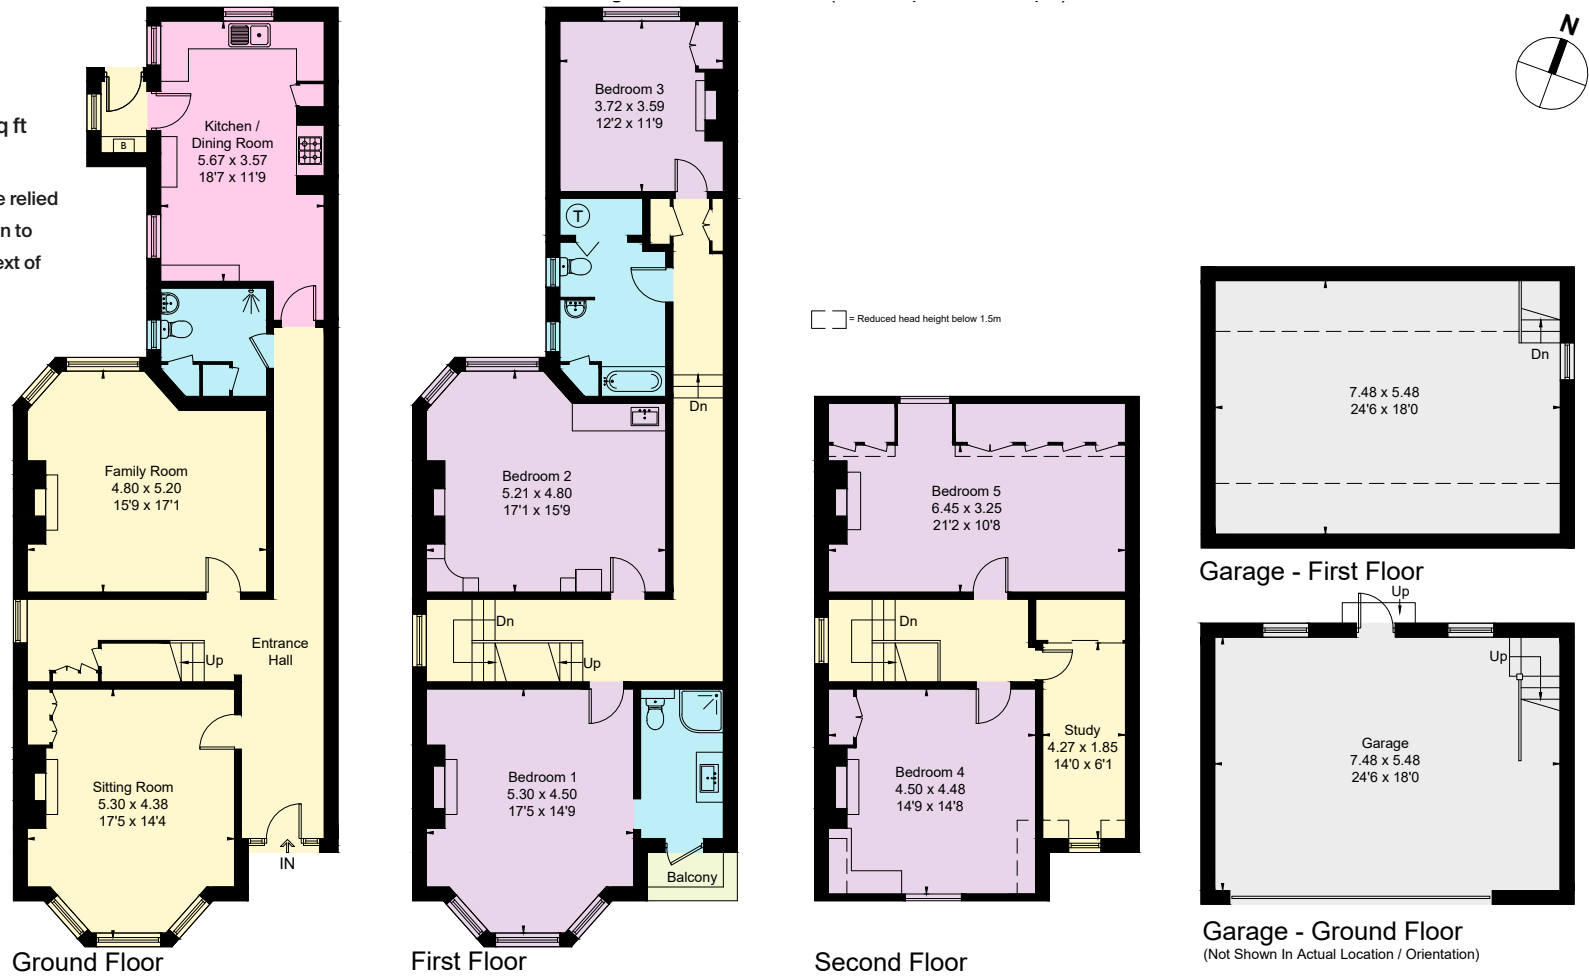 N
q ft
e relied
n to
ext of
B
Kitchen /
Dining Room
5.67 x 3.57
18'7 x 11'9
Family Room
4.80 x 5.20
15'9 x 17'1
Entrance
Hall
Up
Sitting Room
5.30 x 4.38
17'5 x 14'4
IN
Ground Floor
Bedroom 3
3.72 x 3.59
12'2 x 11'9
T
Dn
Bedroom 2
5.21 x 4.80
17'1 x 15'9
Dn
Up
Bedroom 1
5.30 x 4.50
17'5 x 14'9
Balcony
First Floor
= Reduced head height below 1.5m
Bedroom 5
6.45 x 3.25
21'2 x 10'8
Dn
Study
4.27 x 1.85
14'0 x 6'1
Bedroom 4
4.50 x 4.48
14'9 x 14'8
Second Floor
Dn
7.48 x 5.48
24'6 x 18'0
Garage - First Floor
Up
Up
Garage
7.48 x 5.48
24'6 x 18'0
Garage - Ground Floor
(Not Shown In Actual Location / Orientation)